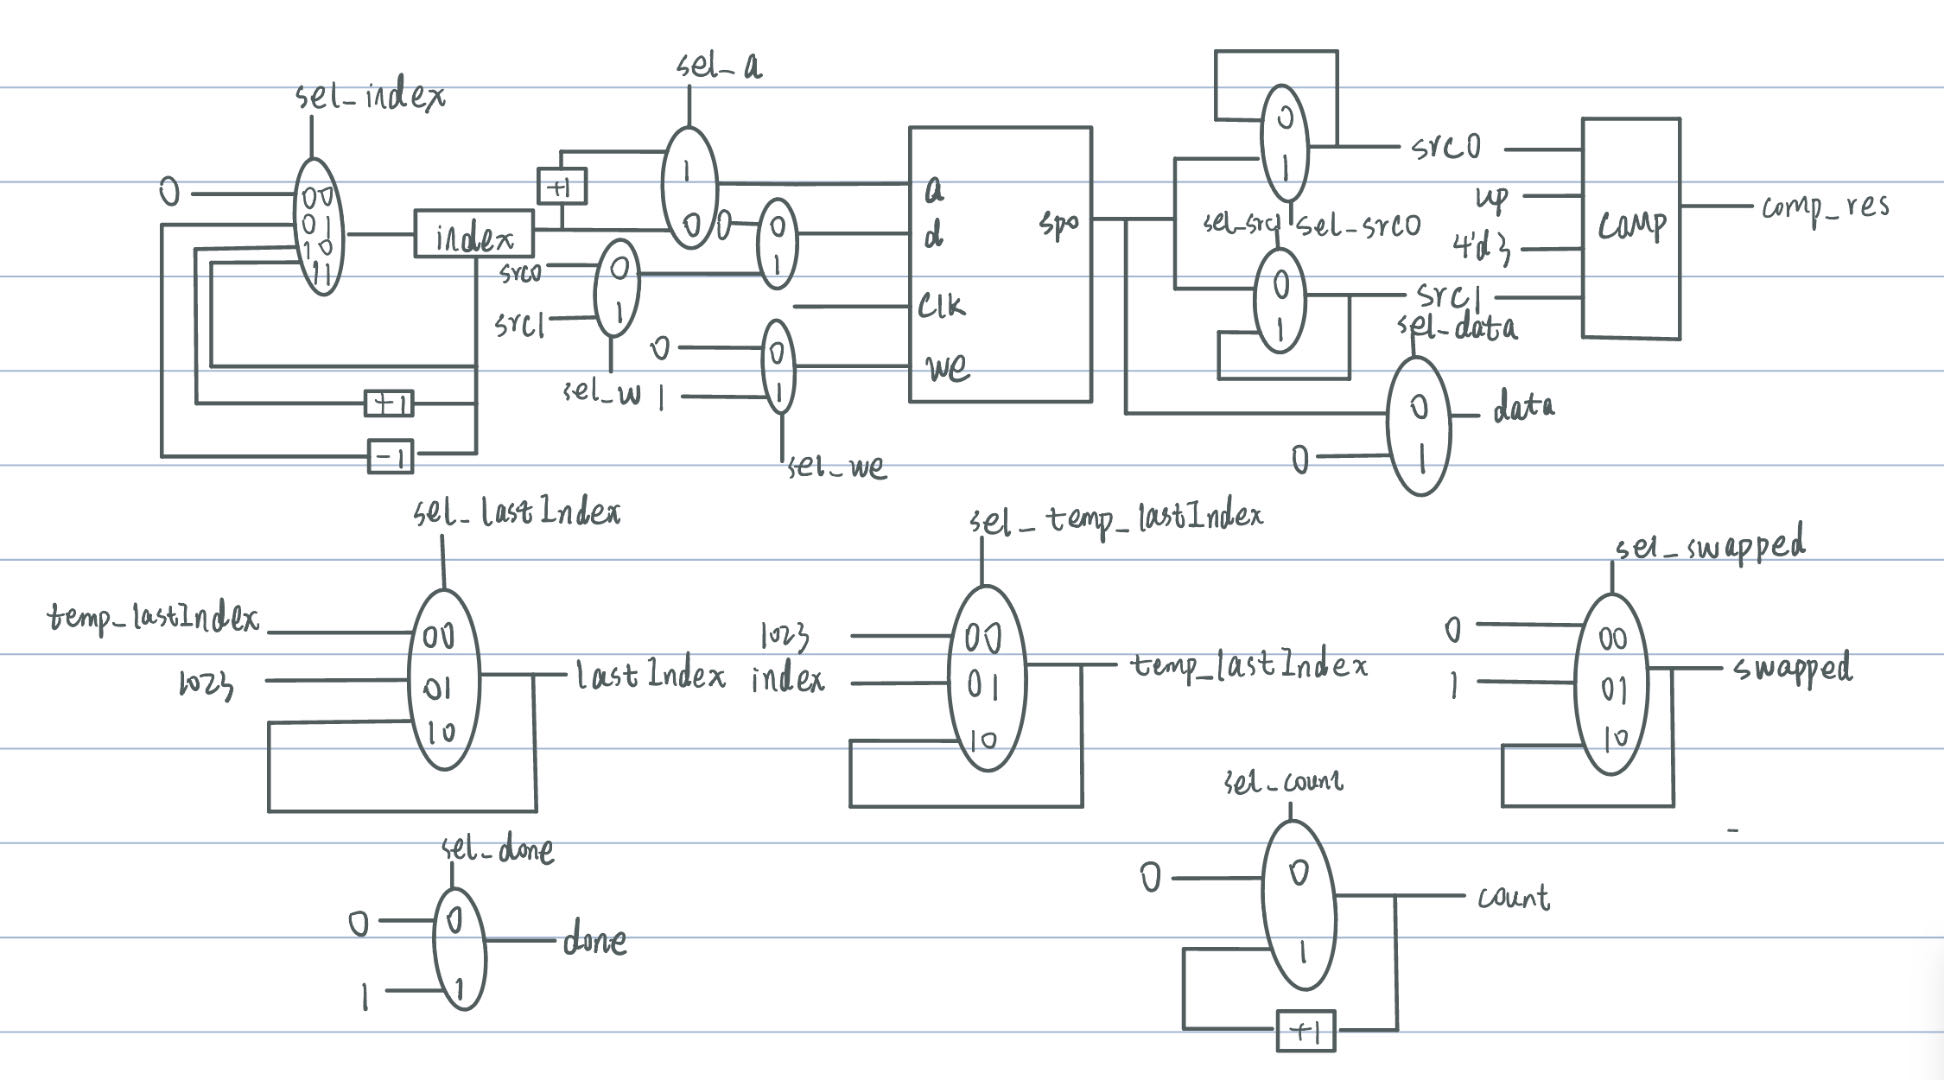 sel_index
0
00
01
10
11
index
+1
-1
+1
sel_a
1
0
src0
src1
0
1
sel_w
0
0
1
0
1
0
1
sel_we
a
d
clk
we
spo
0
1
sel_src0
src0
sel_src1
0
1
src1
up
4'd3
comp
comp_res
sel_data
0
0
1
data
sel_lastIndex
temp_lastIndex
1023
00
01
10
lastIndex
sel_temp_lastIndex
1023
index
00
01
10
temp_lastIndex
sel_swapped
0
1
00
01
10
swapped
sel_done
0
1
0
1
done
sel_count
0
0
1
+1
count